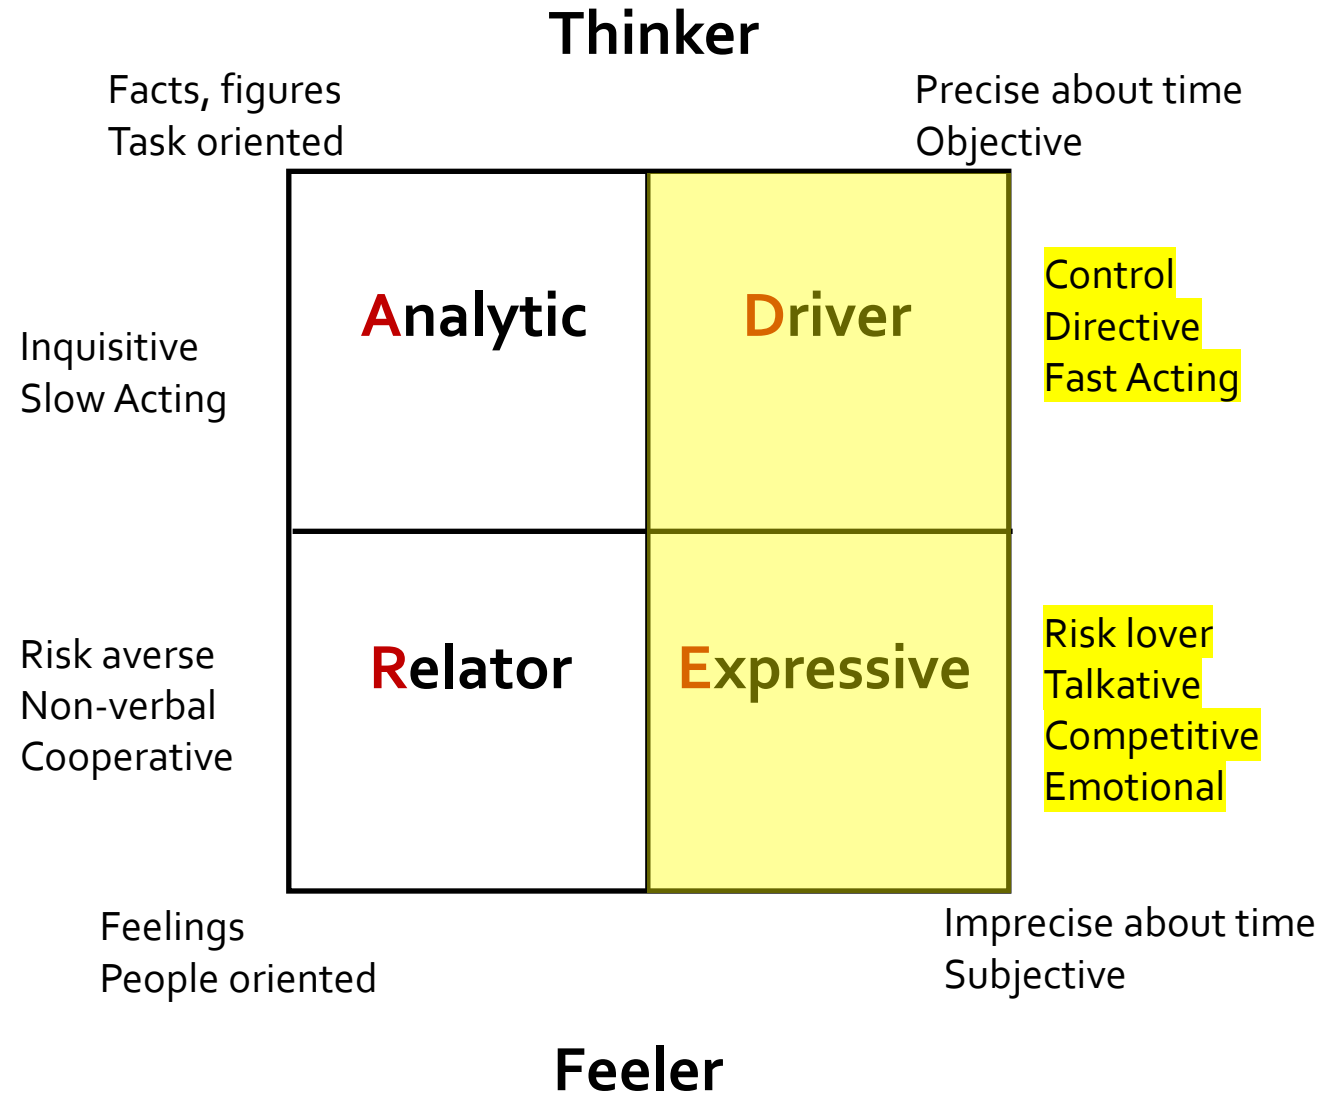 Thinker
Facts, figures
Task oriented
Precise about time
Objective
Analytic
Driver
Inquisitive
Slow Acting
Control
Directive
Fast Acting
Relator
Expressive
Risk averse
Non-verbal
Cooperative
Risk lover
Talkative
Competitive
Emotional
Feelings
People oriented
Imprecise about time
Subjective
Feeler